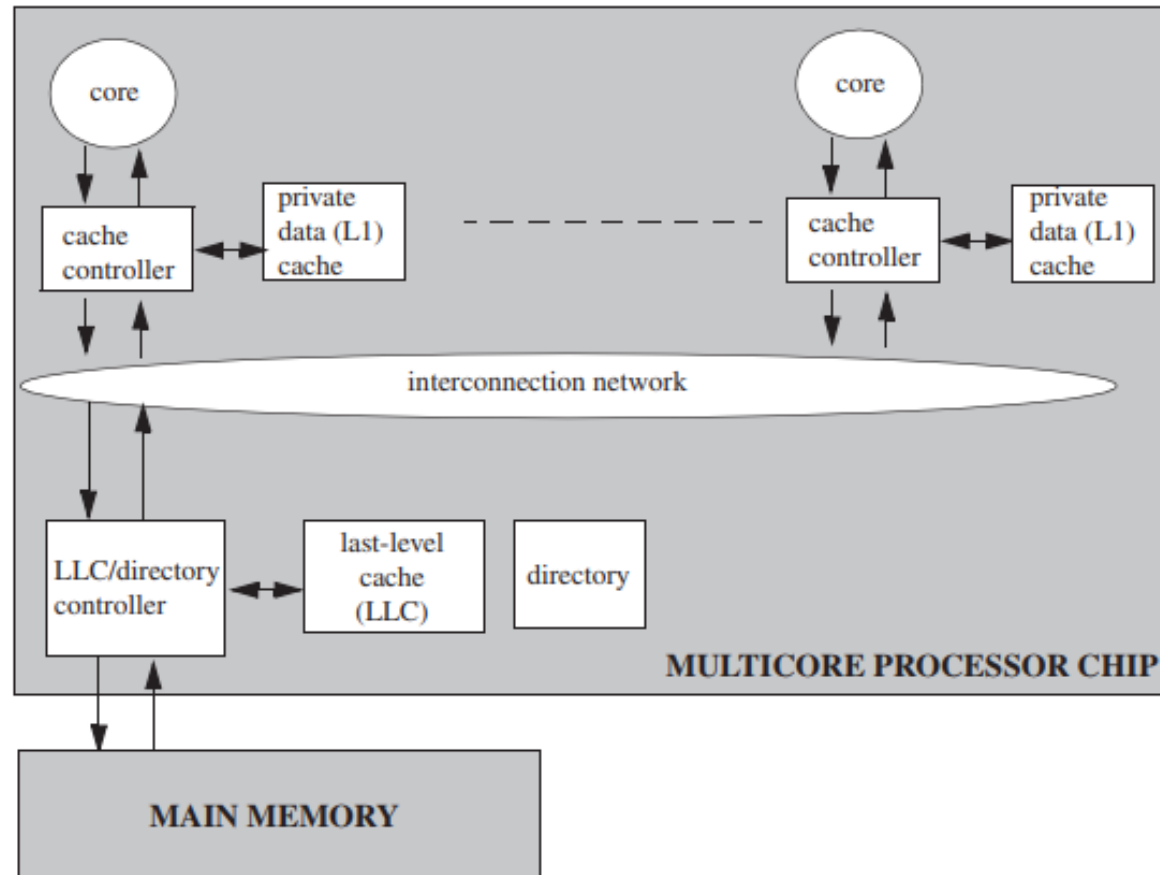 core
core
cache
controller
private
data (L1)
cache
cache
controller
private
data (L1)
cache
interconnection network
LLC/directory
controller
last-level
cache
(LLC)
directory
MULTICORE PROCESSOR CHIP
MAIN MEMORY